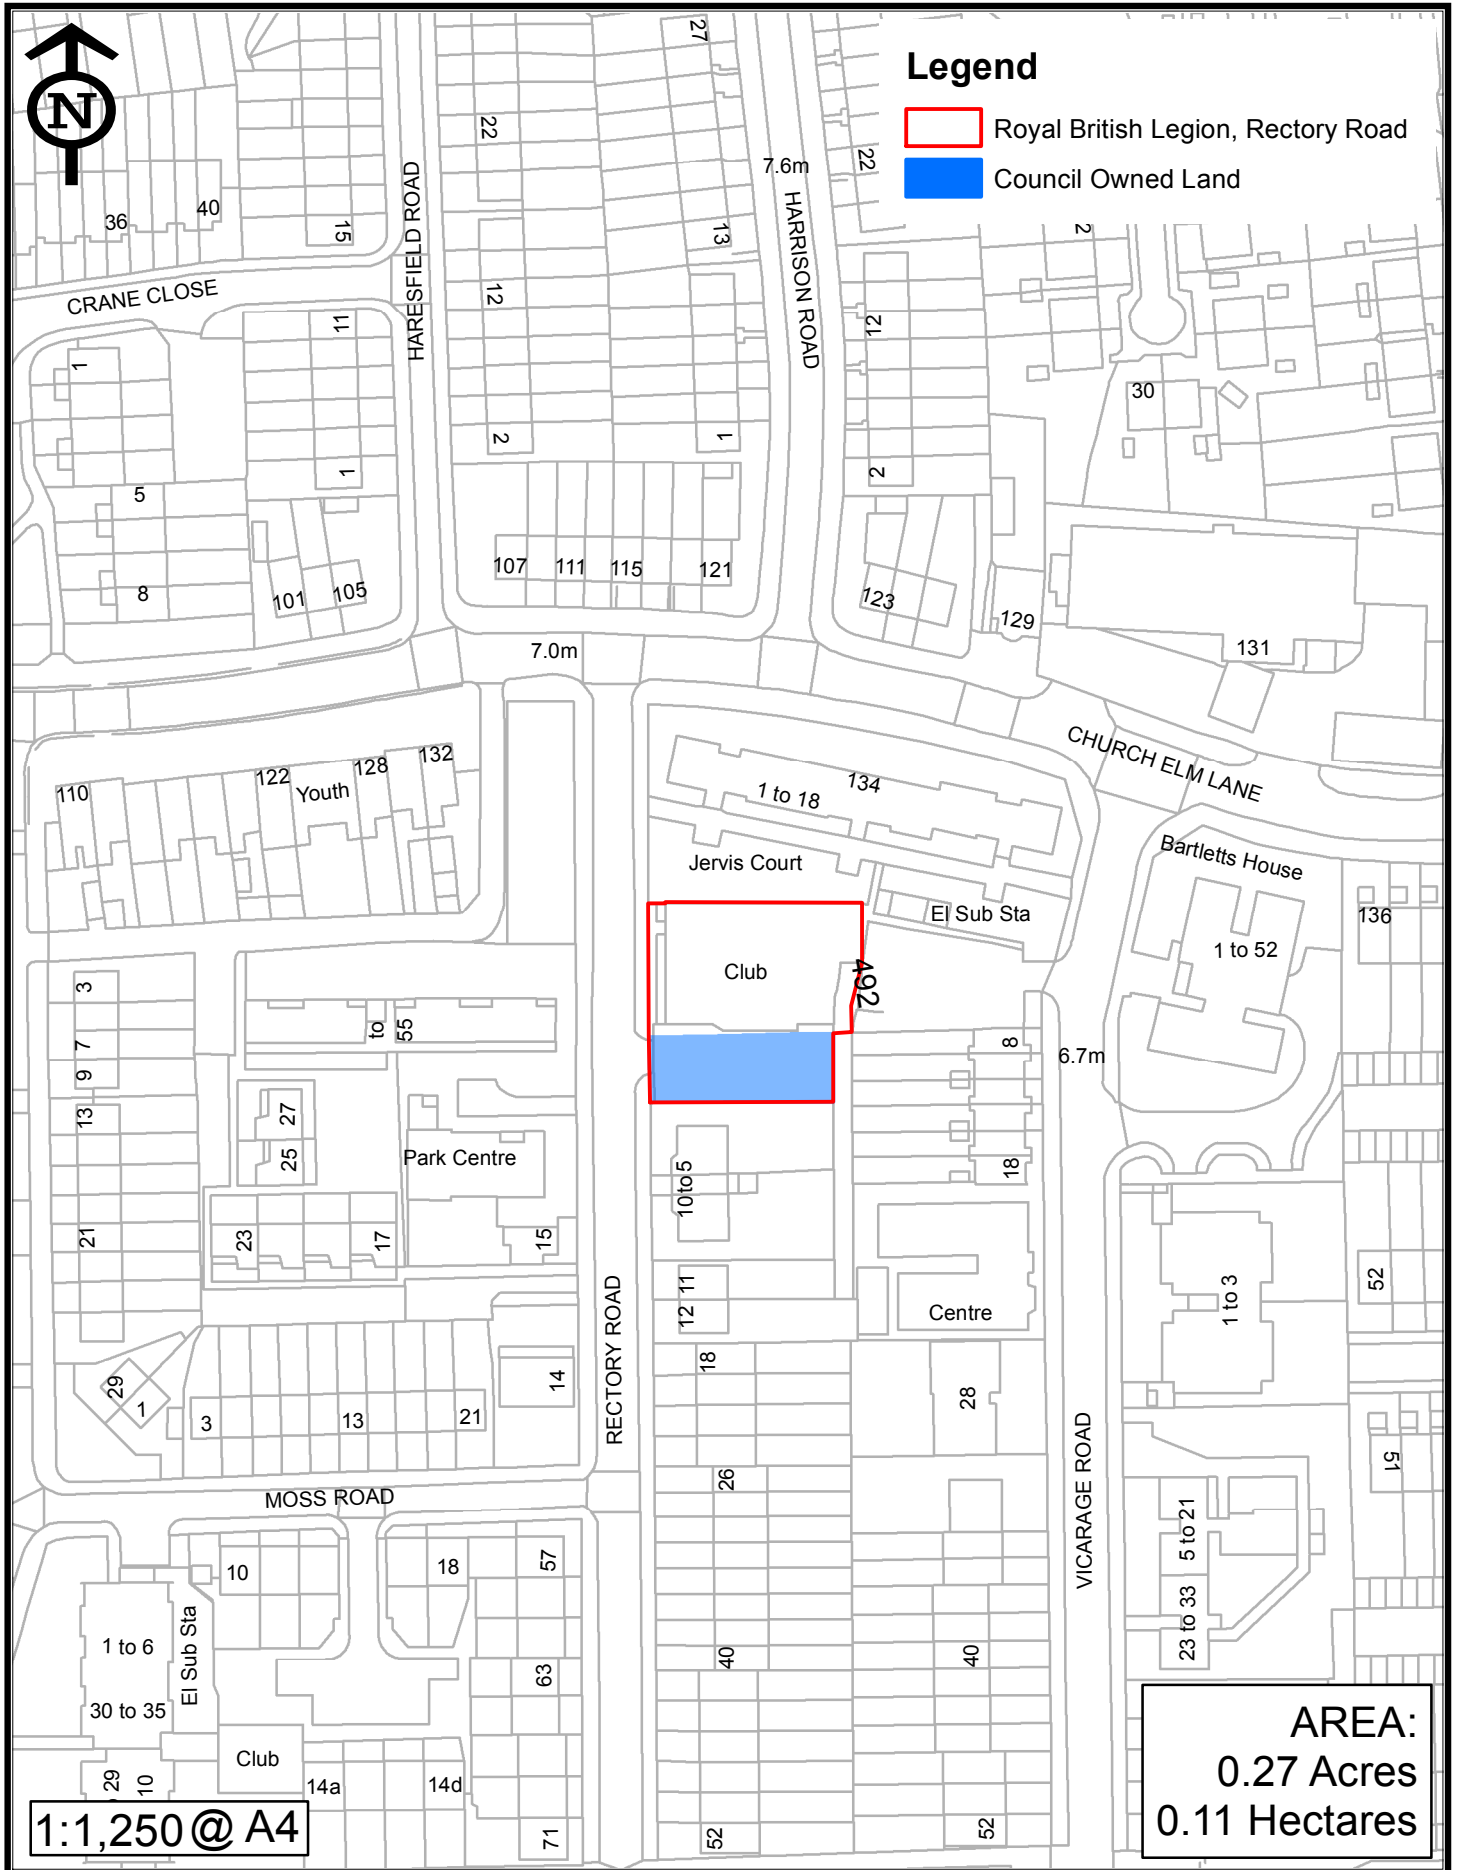 N
Legend
Royal British Legion, Rectory Road
Council Owned Land
27
22
7.6m
22
36
40
15
HARESFIELD ROAD
13
HARRISON ROAD
2
CRANE CLOSE
12
11
12
1
30
2
1
1
2
5
107
111
115
121
8
101
105
123
129
131
7.0m
CHURCH ELM LANE
110
122
Youth
128
132
134
1 to 18
Bartletts House
Jervis Court
El Sub Sta
136
1 to 52
Club
492
3
to
55
7
8
6.7m
9
13
27
25
Park Centre
10 to 5
18
21
23
17
15
11
12
Centre
1 to 3
52
RECTORY ROAD
18
29
1
3
13
21
14
28
VICARAGE ROAD
51
26
MOSS ROAD
5 to 21
10
18
57
23 to 33
1 to 6
El Sub Sta
30 to 35
63
40
40
Club
29
10
14a
14d
71
52
52
1:1,250 @ A4
AREA:
0.27 Acres
0.11 Hectares